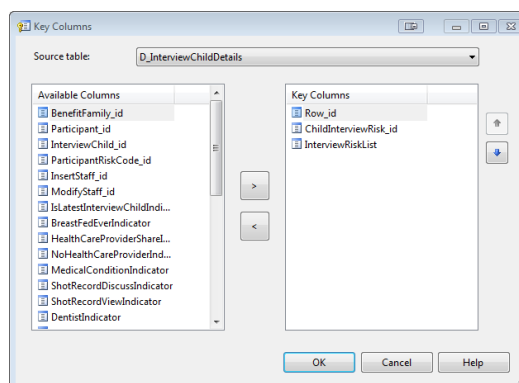 Key Columns
Source table: D_InterviewChildDetails
Available Columns
BenefitFamily_id
Participant_id
InterviewChild_id
ParticipantRiskCode_id
InsertStaff_id
ModifyStaff_id
IsLatestInterviewChildIndi...
BreastFedEverIndicator
HealthCareProviderShareI...
NoHealthCareProviderInd...
MedicalConditionIndicator
ShotRecordDiscussIndicator
ShotRecordViewIndicator
DentistIndicator
>
<
Key Columns
Row_id
ChildInterviewRisk_id
InterviewRiskList
OK Cancel Help